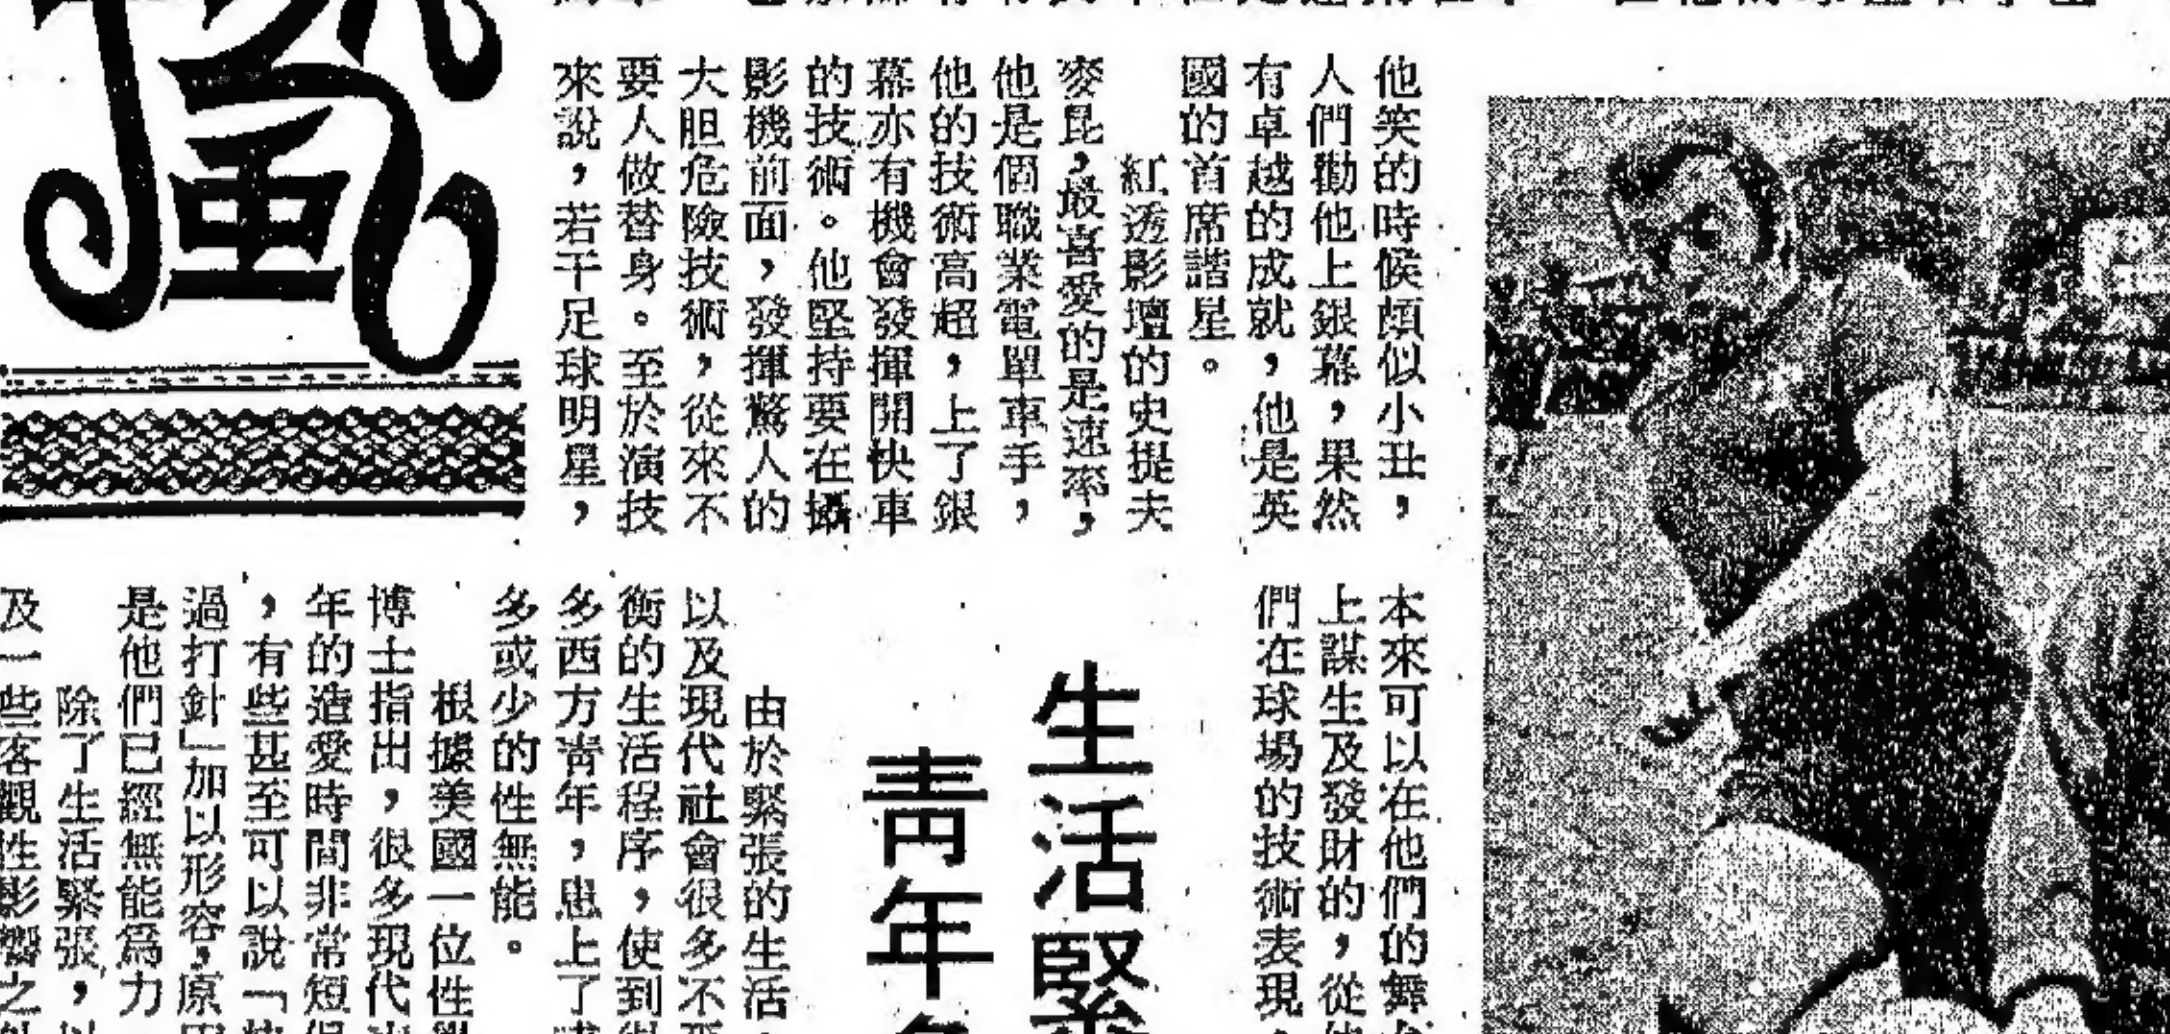 他笑的時候頗似小丑，
人們勸他上銀幕，果然
有卓越的成就，他是英
國的首席諧星。
紅透影壇的史提夫
麥昆，最喜愛的是速率，
他是個職業電單車手，
他的技術高超，上了銀
幕亦有機會發揮開快車
的技術。他堅持要在攝
影機前面，發揮驚人的
大胆危險技術，從來不
要人做替身。至於演技
來說，若干足球明星，
本來可以在他們的舞
上謀生及發財的，從
們在球場的技術表現，
生活緊
青年
由於緊張的生活
以及現代社會很多不
衡的生活程序，使到
多西方青年，患上了
多或少的性無能。
根據美國一位性
博士指出，很多現代
年的造愛時間非常短
，有些甚至可以說「
過打針」加以形容，原
是他們已經無能爲力
除了生活緊張，
及一些客觀性影響之